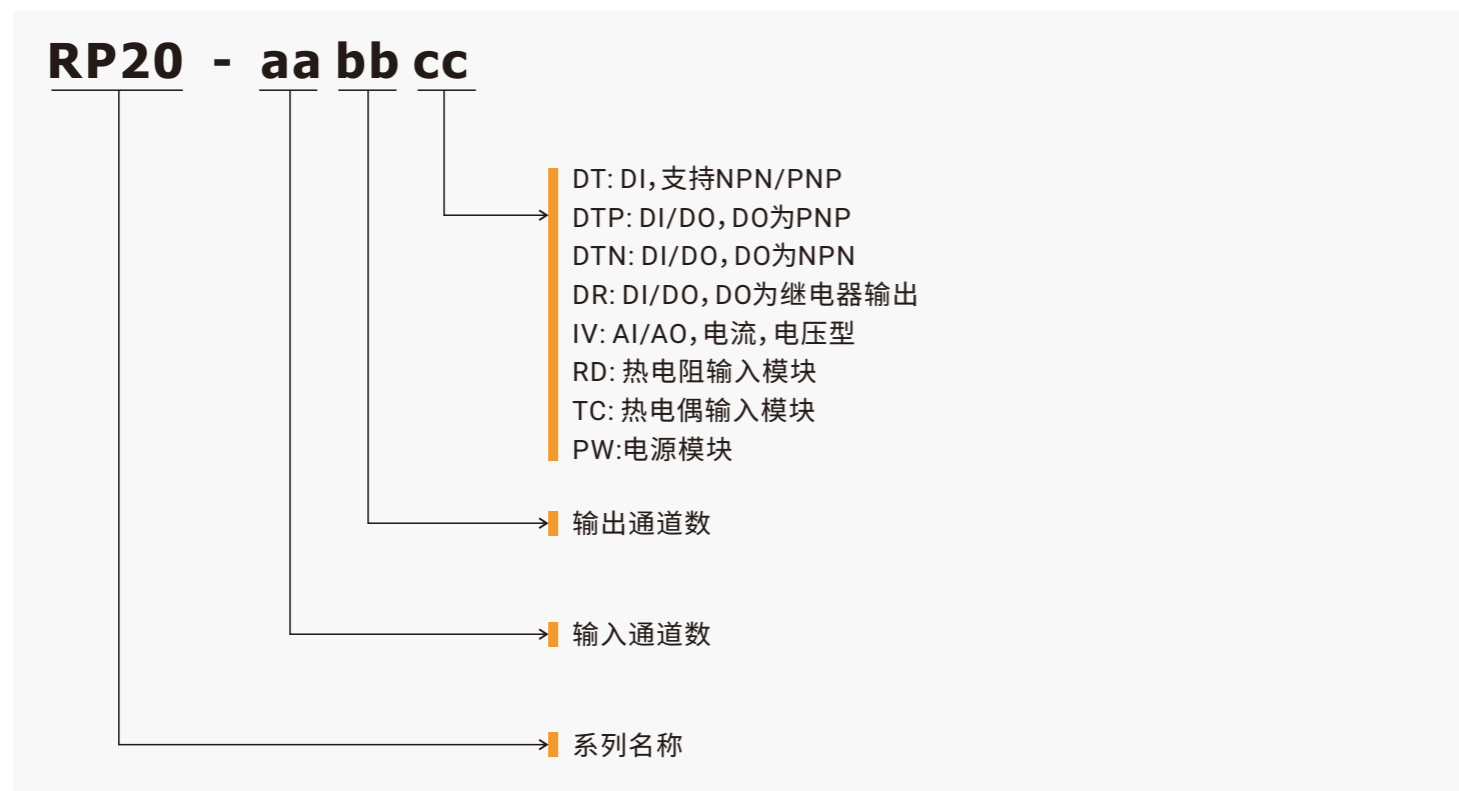 RP20 - aa bb cc
DT: DI，支持NPN/PNP
DTP: DI/DO，DO为PNP
DTN: DI/DO，DO为NPN
DR: DI/DO，DO为继电器输出
IV: AI/AO，电流，电压型
RD: 热电阻输入模块
TC: 热电偶输入模块
PW:电源模块
输出通道数
输入通道数
系列名称